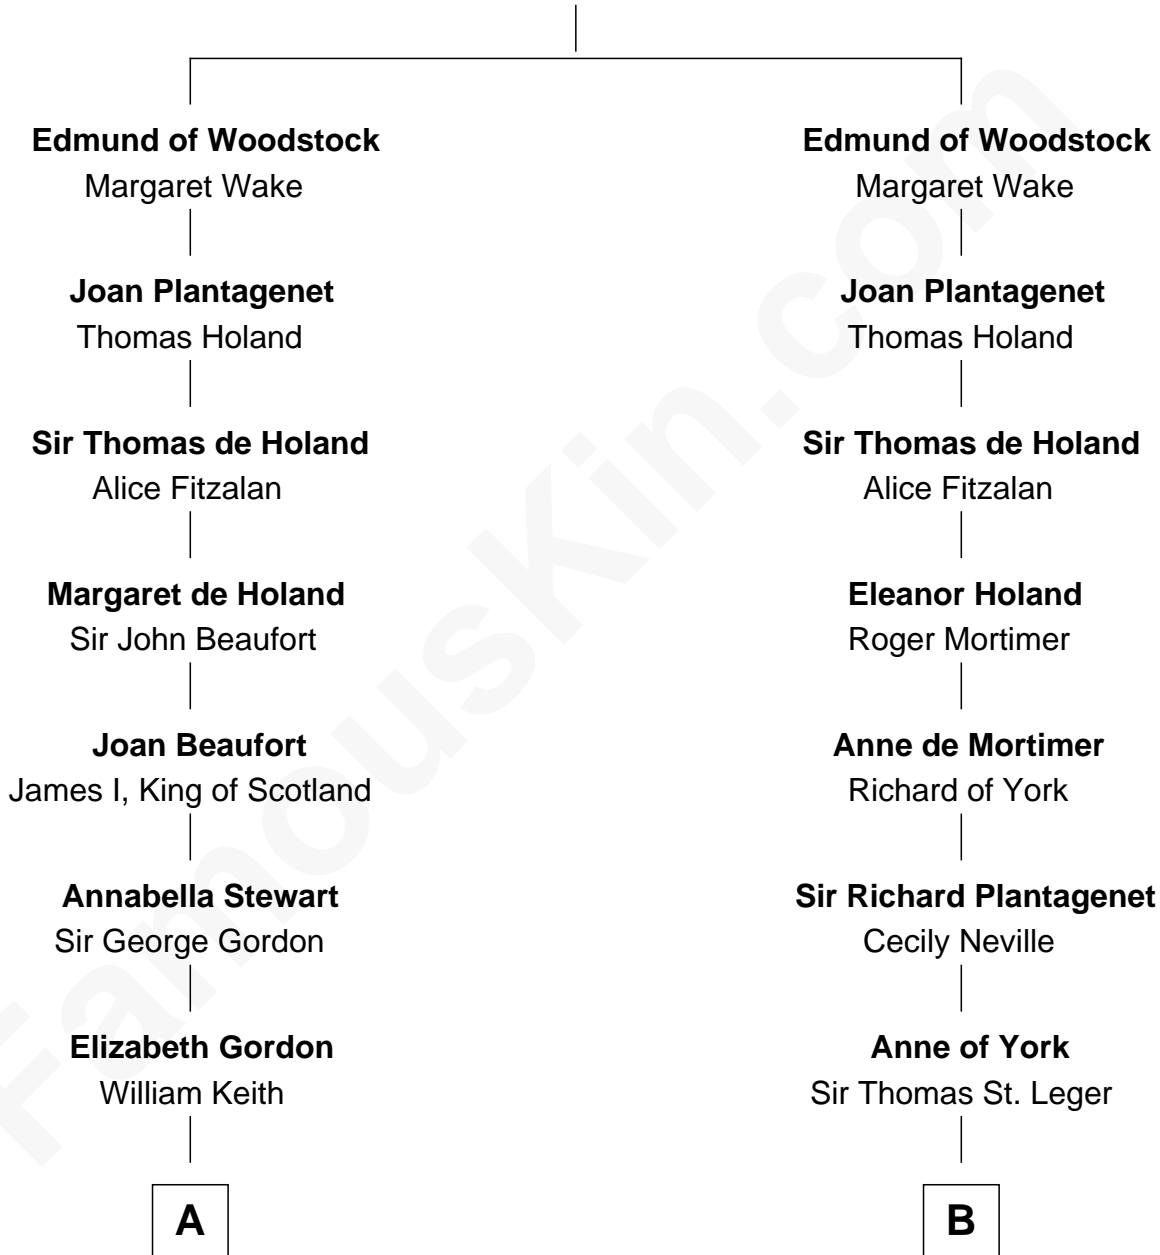 Edmund of Woodstock
Margaret Wake
Joan Plantagenet
Thomas Holand
Sir Thomas de Holand
Alice Fitzalan
Margaret de Holand
Sir John Beaufort
Joan Beaufort
James I, King of Scotland
Annabella Stewart
Sir George Gordon
Elizabeth Gordon
William Keith
A
Edmund of Woodstock
Margaret Wake
Joan Plantagenet
Thomas Holand
Sir Thomas de Holand
Alice Fitzalan
Eleanor Holand
Roger Mortimer
Anne de Mortimer
Richard of York
Sir Richard Plantagenet
Cecily Neville
Anne of York
Sir Thomas St. Leger
B
FamousKin.com